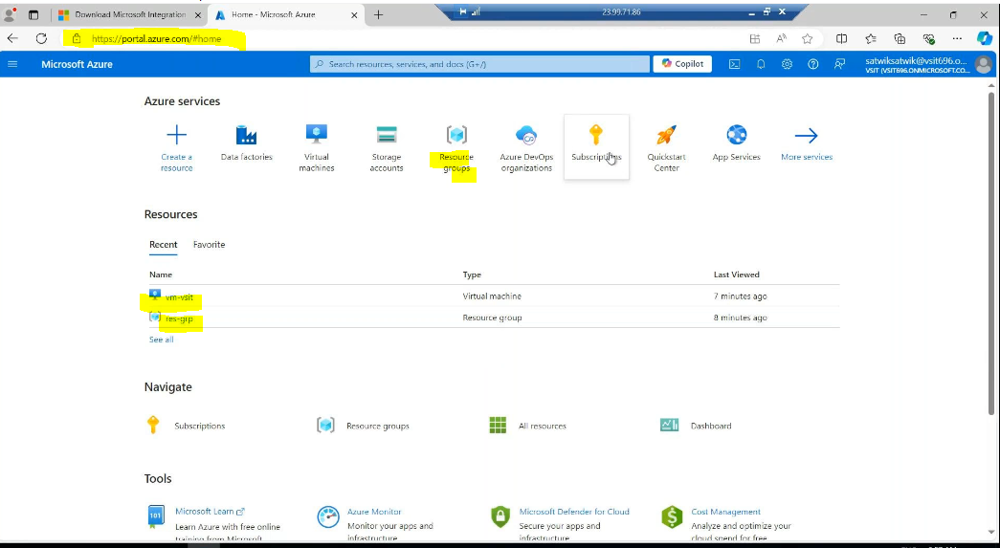 Download Microsoft Integration
Home - Microsoft Azure
23.99.71.86
https://portal.azure.com/#home
Microsoft Azure
Search resources, services, and docs (G+/)
Copilot
satwiksatwik@vsit696.o...
VSIT (VSIT696.ONMICROSOFT.CO...
Azure services
Create a resource
Data factories
Virtual machines
Storage accounts
Resource groups
Azure DevOps organizations
Subscriptions
Quickstart Center
App Services
More services
Resources
Recent Favorite
Name Type Last Viewed
vm-vsit Virtual machine 7 minutes ago
res-grp Resource group 8 minutes ago
See all
Navigate
Subscriptions Resource groups All resources Dashboard
Tools
101
Microsoft Learn
Learn Azure with free online
training from Microsoft
Azure Monitor
Monitor your apps and
infrastructure
Microsoft Defender for Cloud
Secure your apps and
infrastructure
Cost Management
Analyze and optimize your
cloud spend for free